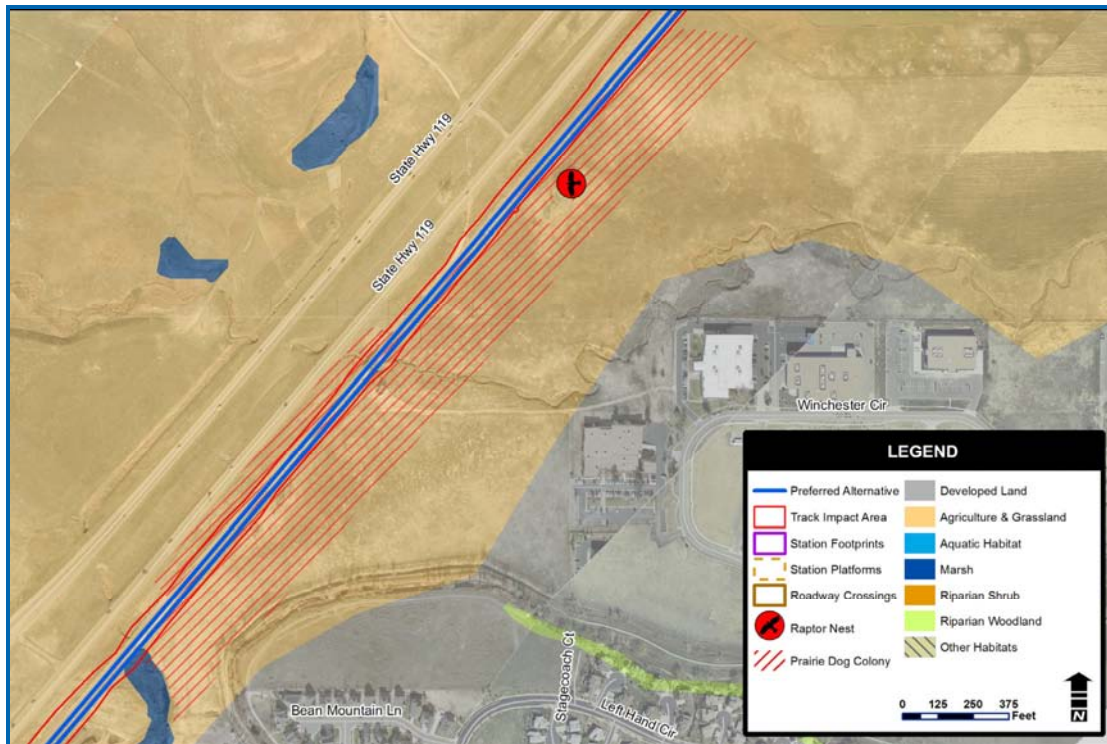 State Hwy 119
State Hwy 119
Winchester Cir
Bean Mountain Ln
Stagecoach Ct
Left Hand Cir
LEGEND
Preferred Alternative
Track Impact Area
Station Footprints
Station Platforms
Roadway Crossings
Raptor Nest
Prairie Dog Colony
Developed Land
Agriculture & Grassland
Aquatic Habitat
Marsh
Riparian Shrub
Riparian Woodland
Other Habitats
N
0 125 250 375
Feet